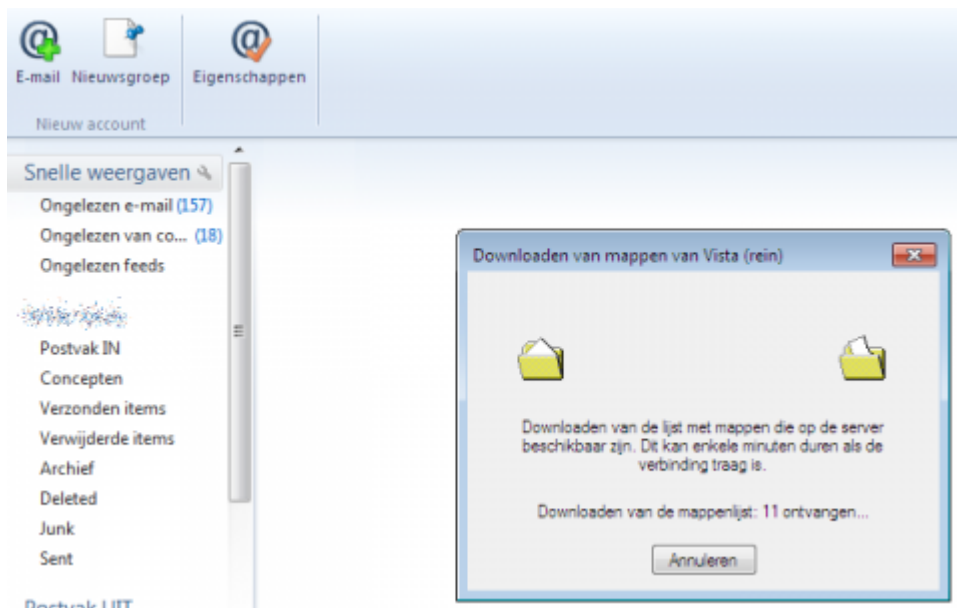 E-mail Nieuwsgroep Eigenschappen
Nieuw account
Snelle weergaven
Ongelezen e-mail (157)
Ongelezen van co... (18)
Ongelezen feeds
Postvak IN
Concepten
Verzonden items
Verwijderde items
Archief
Deleted
Junk
Sent
Postvak UIT
Downloaden van mappen van Vista (rein)
Downloaden van de lijst met mappen die op de server
beschikbaar zijn. Dit kan enkele minuten duren als de
verbinding traag is.
Downloaden van de mappenlijst: 11 ontvangen...
Annuleren